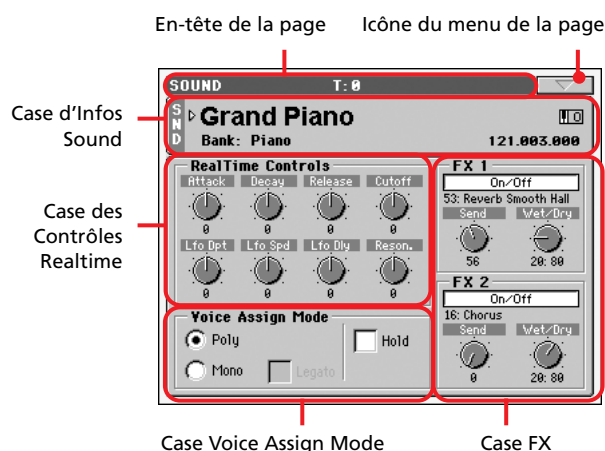 En-tête de la page
Icône du menu de la page
SOUND T:0
Case d'Infos
Sound
SND
Grand Piano
Bank: Piano 121.003.000
Case des
Contrôles
Realtime
RealTime Controls
Attack Decay Release Cutoff
0 0 0 0
Lfo Dpt Lfo Spd Lfo Dly Reson.
0 0 0 0
FX 1
On/Off
53: Reverb Smooth Hall
Send Wet/Dry
56 20:80
FX 2
On/Off
16: Chorus
Send Wet/Dry
0 20:80
Voice Assign Mode
Poly Hold
Mono Legato
Case Voice Assign Mode
Case FX